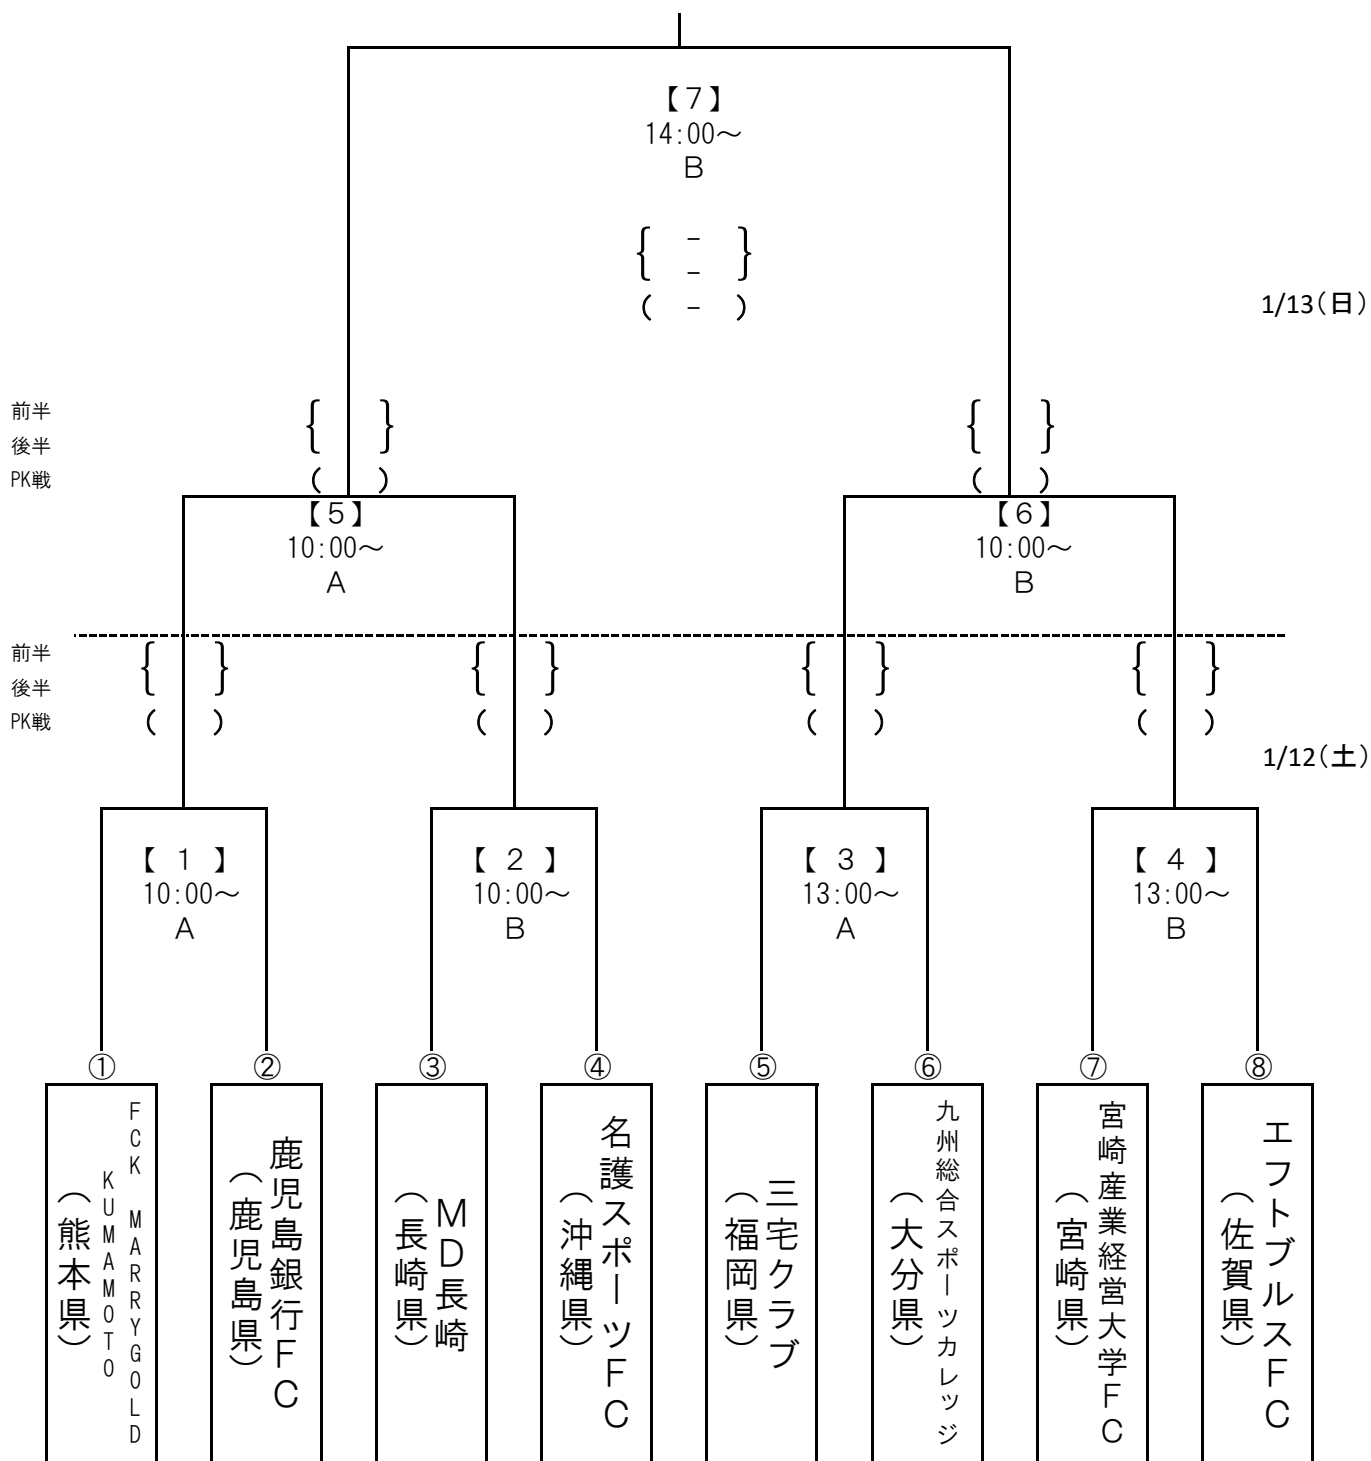 【7】
14:00～
B
{ - }
-
( - )
1/13(日)
前半
後半
PK戦
{ }
( )
{ }
( )
【5】
10:00～
A
【6】
10:00～
B
前半
後半
PK戦
{ }
( )
{ }
( )
{ }
( )
{ }
( )
1/12(土)
【 1 】
10:00～
A
【 2 】
10:00～
B
【 3 】
13:00～
A
【 4 】
13:00～
B
①
FCK MARRYGOLD
KUMAMOTO
(熊本県)
②
鹿児島銀行FC
(鹿児島県)
③
MD長崎
(長崎県)
④
名護スポーツFC
(沖縄県)
⑤
三宅クラブ
(福岡県)
⑥
九州総合スポーツカレッジ
(大分県)
⑦
宮崎産業経営大学FC
(宮崎県)
⑧
エフトブルスFC
(佐賀県)